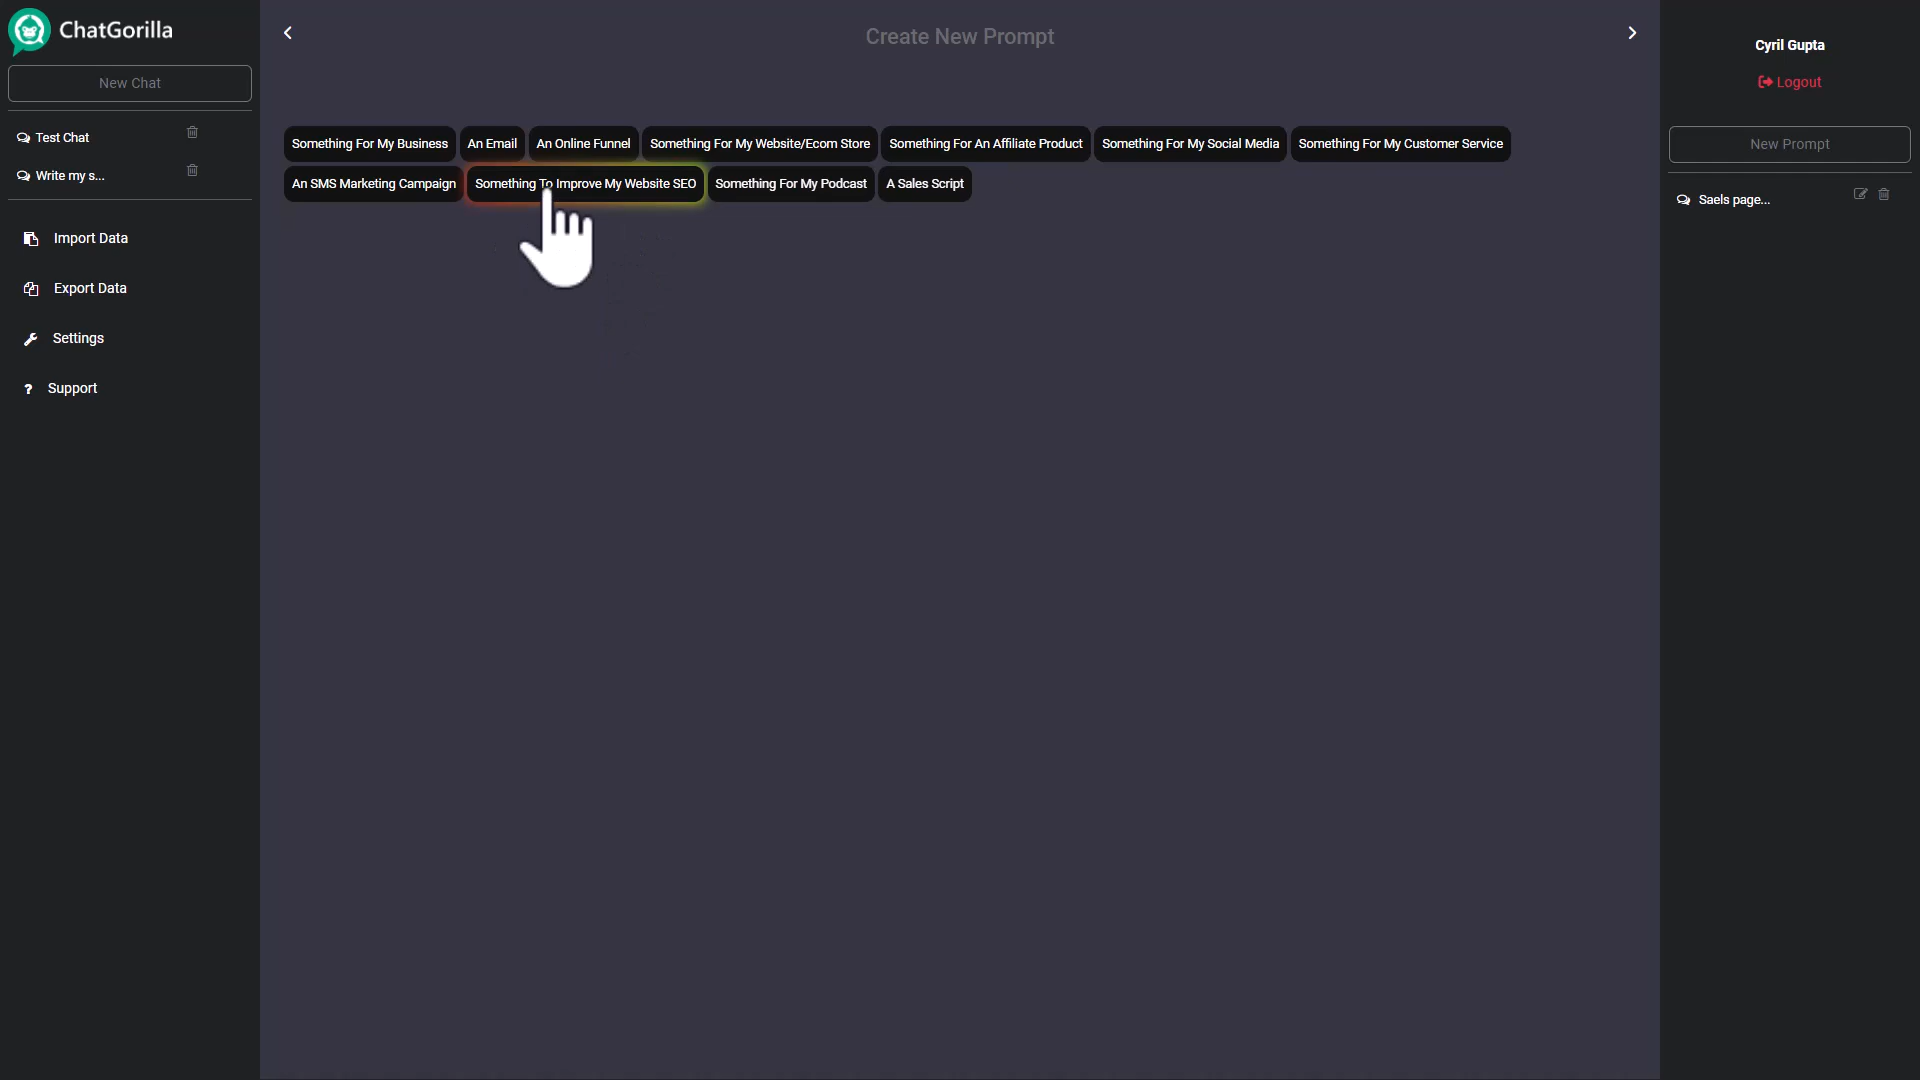 ChatGorilla
New Chat
Test Chat
Write my s...
Import Data
Export Data
Settings
? Support
Create New Prompt
Something For My Business
An Email
An Online Funnel
Something For My Website/Ecom Store
Something For An Affiliate Product
Something For My Social Media
Something For My Customer Service
An SMS Marketing Campaign
Something To Improve My Website SEO
Something For My Podcast
A Sales Script
Cyril Gupta
Logout
New Prompt
Saels page...